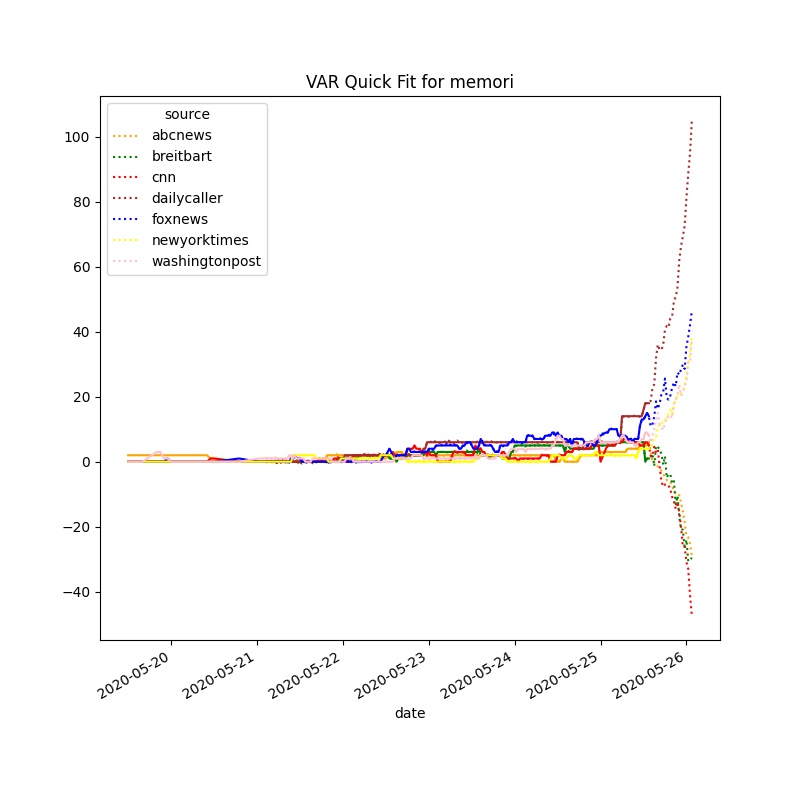 VAR Quick Fit for memori
source
abcnews
breitbart
cnn
dailycaller
foxnews
newyorktimes
washingtonpost
100
80
60
40
20
0
−20
−40
2020-05-20
2020-05-21
2020-05-22
2020-05-23
2020-05-24
2020-05-25
2020-05-26
date